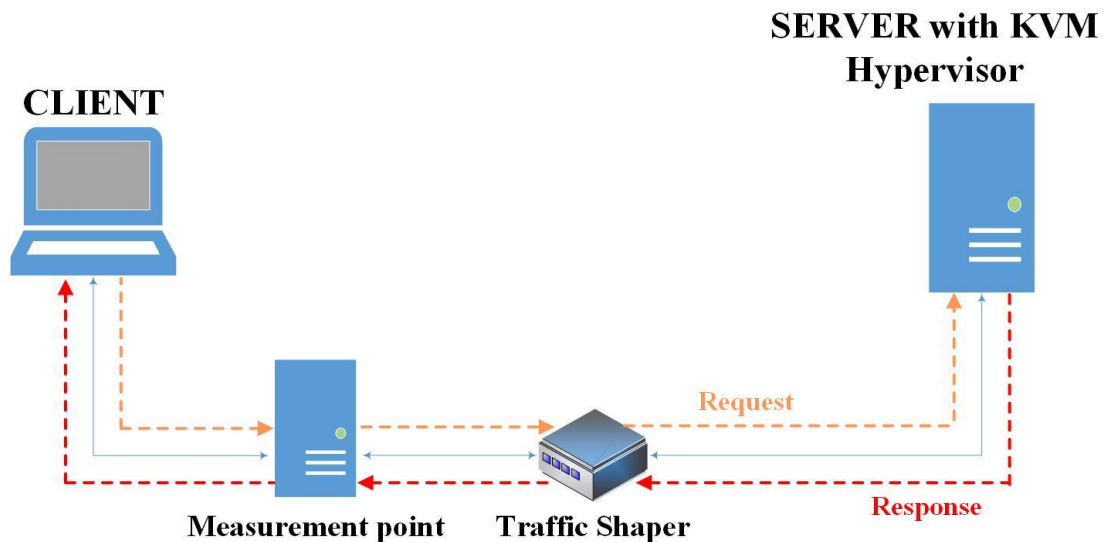 SERVER with KVM
Hypervisor
CLIENT
Request
Response
Measurement point
Traffic Shaper